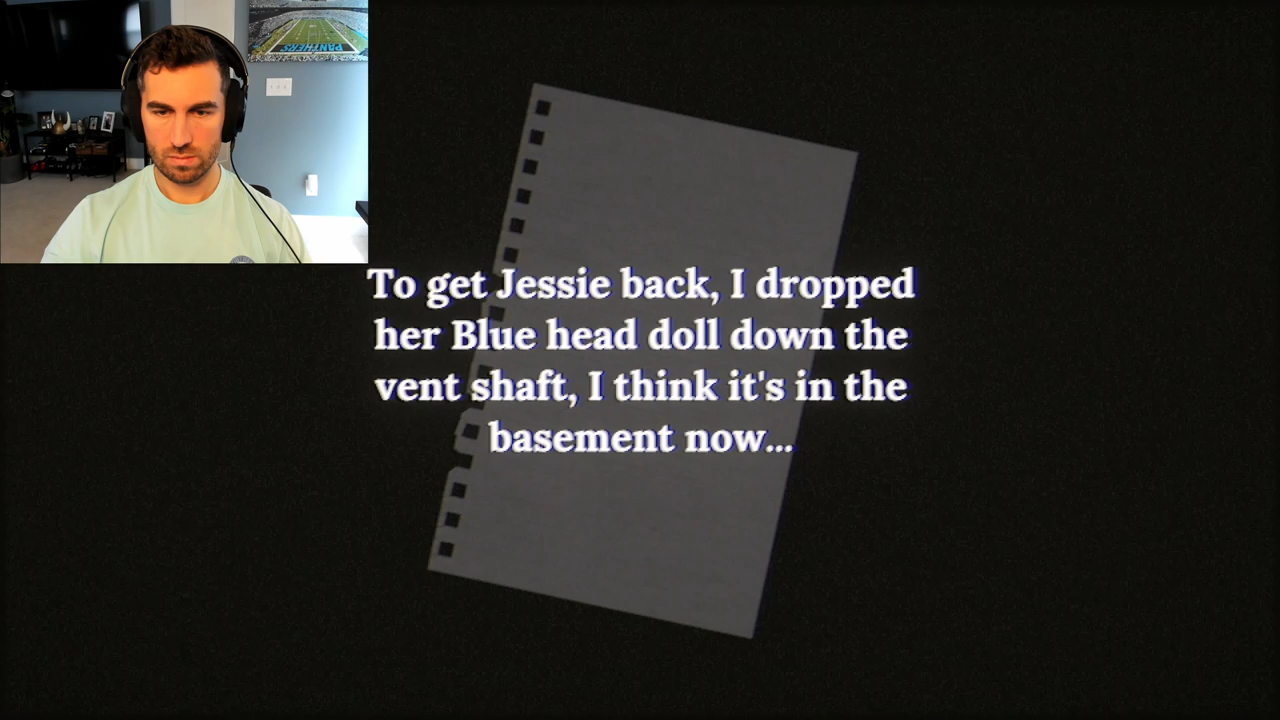 PANTHERS
To get Jessie back, I dropped
her Blue head doll down the
vent shaft, I think it's in the
basement now...